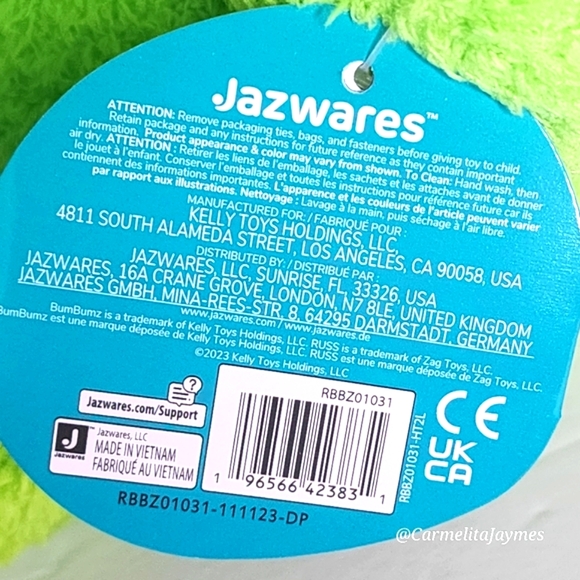 Jazwares™
ATTENTION: Remove packaging ties, bags, and fasteners before giving toy to child.
Retain package and any instructions for future reference as they contain important
information. Product appearance & color may vary from shown. To Clean: Hand wash, then
air dry. ATTENTION : Retirer les liens de l'emballage, les sachets et les attaches avant de donner
le jouet à l'enfant. Conserver l'emballage et toutes les instructions pour référence future car ils
contiennent des informations importantes. L'apparence et les couleurs de l'article peuvent varier
par rapport aux illustrations. Nettoyage : Lavage à la main, puis séchage à l'air libre.
MANUFACTURED FOR: / FABRIQUÉ POUR :
KELLY TOYS HOLDINGS, LLC.
4811 SOUTH ALAMEDA STREET, LOS ANGELES, CA 90058, USA
DISTRIBUTED BY: / DISTRIBUÉ PAR :
JAZWARES, LLC. SUNRISE, FL, 33326, USA
JAZWARES, 16A CRANE GROVE, LONDON, N7 8LE, UNITED KINGDOM
JAZWARES GMBH, MINA-REES-STR, 8, 64295 DARMSTADT, GERMANY
www.jazwares.com / www.jazwares.de
BumBumz is a trademark of Kelly Toys Holdings, LLC. RUSS is a trademark of Zag Toys, LLC.
BumBumz est une marque déposée de Kelly Toys Holdings, LLC. RUSS est une marque déposée de Zag Toys, LLC.
©2023 Kelly Toys Holdings, LLC
?
Jazwares.com/Support
J
Jazwares
™
Jazwares, LLC
MADE IN VIETNAM
FABRIQUÉ AU VIETNAM
RBBZ01031
1 96566 42383 1
RBBZ01031-HT2L
CE
UK
CA
RBBZ01031-111123-DP
@CarmelitaJaymes